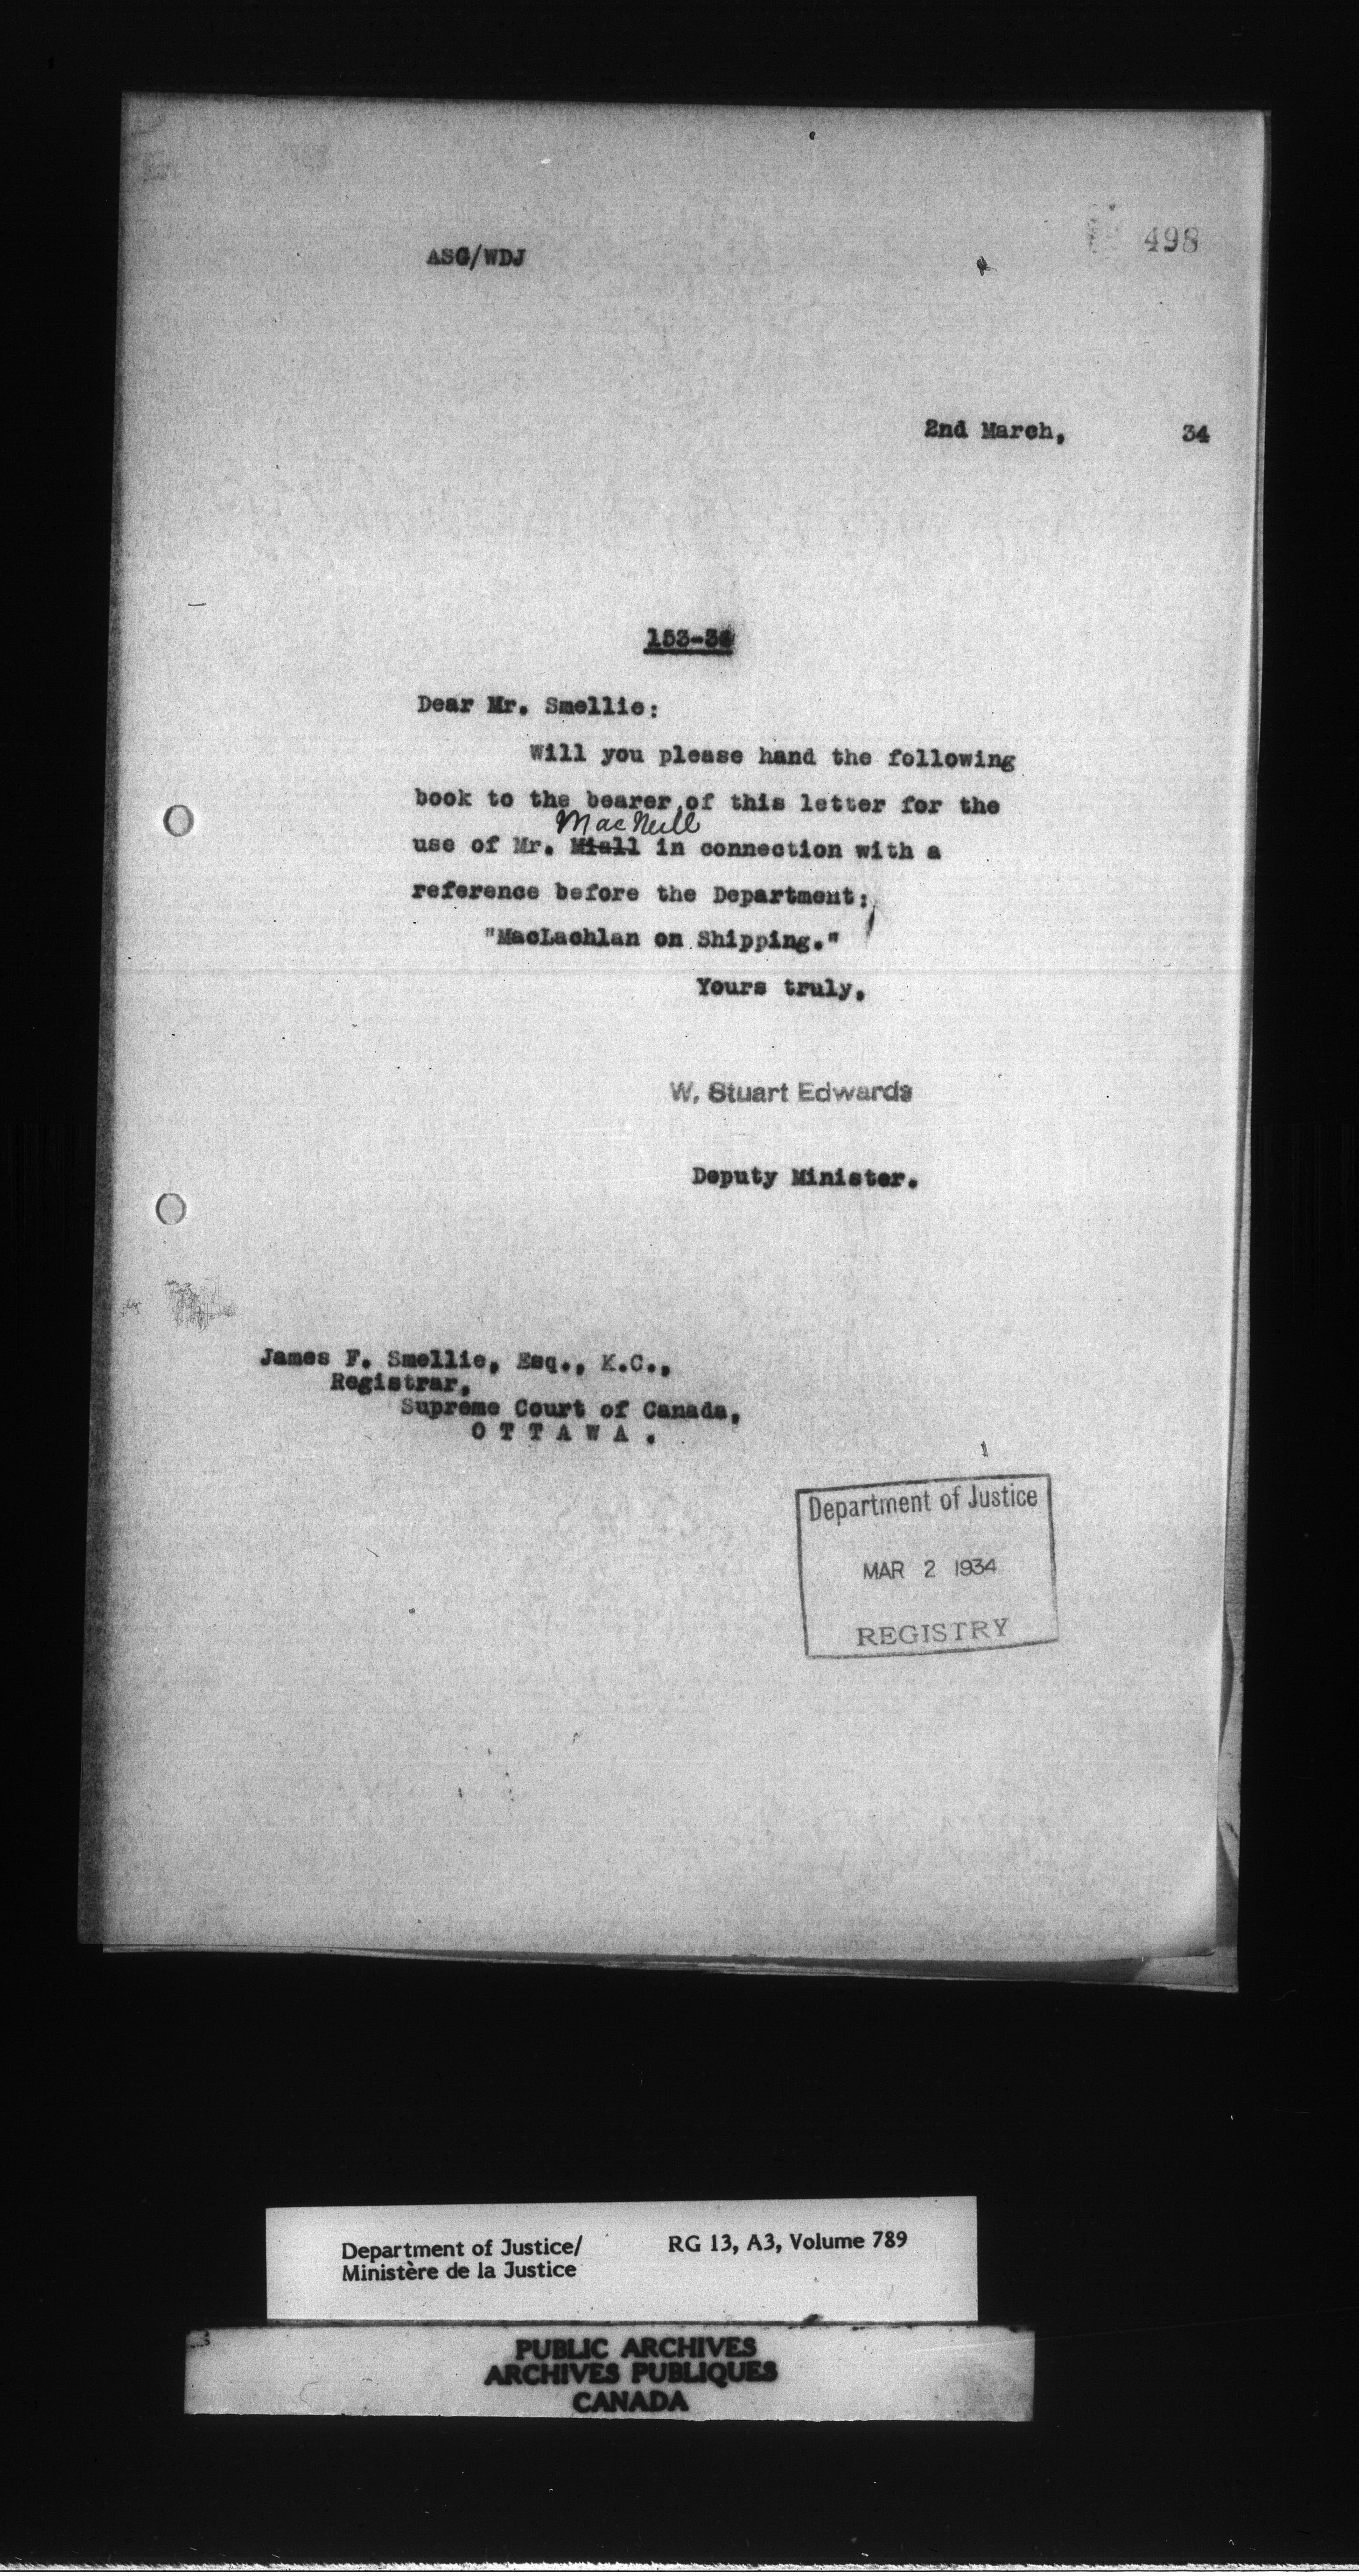 498
ASG/WDJ
2nd March, 34
153-34
Dear Mr. Smellie:
Will you please hand the following
book to the bearer of this letter for the
MacNeill
use of Mr. Miall in connection with a
reference before the Department:
"MacLachlan on Shipping."
Yours truly,
W. Stuart Edwards
Deputy Minister.
James F. Smellie, Esq., K.C.,
Registrar,
Supreme Court of Canada,
O T T A W A .
Department of Justice
MAR 2 1934
REGISTRY
Department of Justice/ RG 13, A3, Volume 789
Ministère de la Justice
PUBLIC ARCHIVES
ARCHIVES PUBLIQUES
CANADA